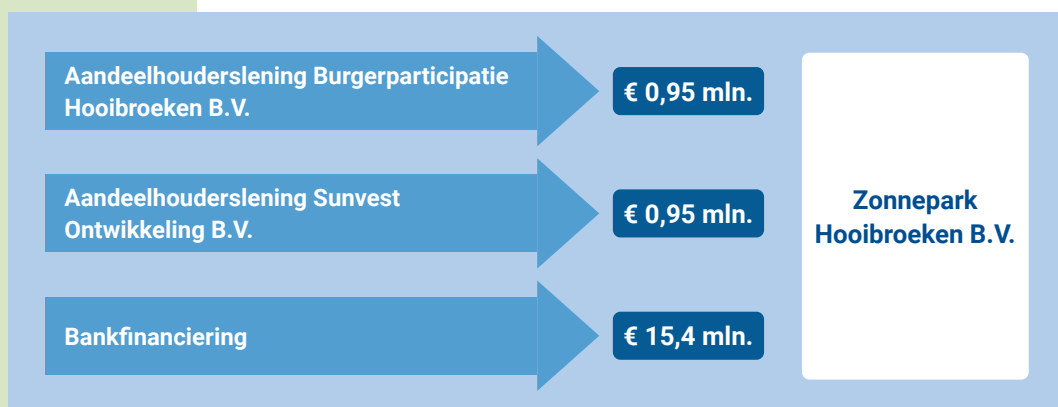 Aandeelhouderslening Burgerparticipatie
Hooibroeken B.V.
€ 0,95 mln.
Aandeelhouderslening Sunvest
Ontwikkeling B.V.
€ 0,95 mln.
Bankfinanciering
€ 15,4 mln.
Zonnepark
Hooibroeken B.V.